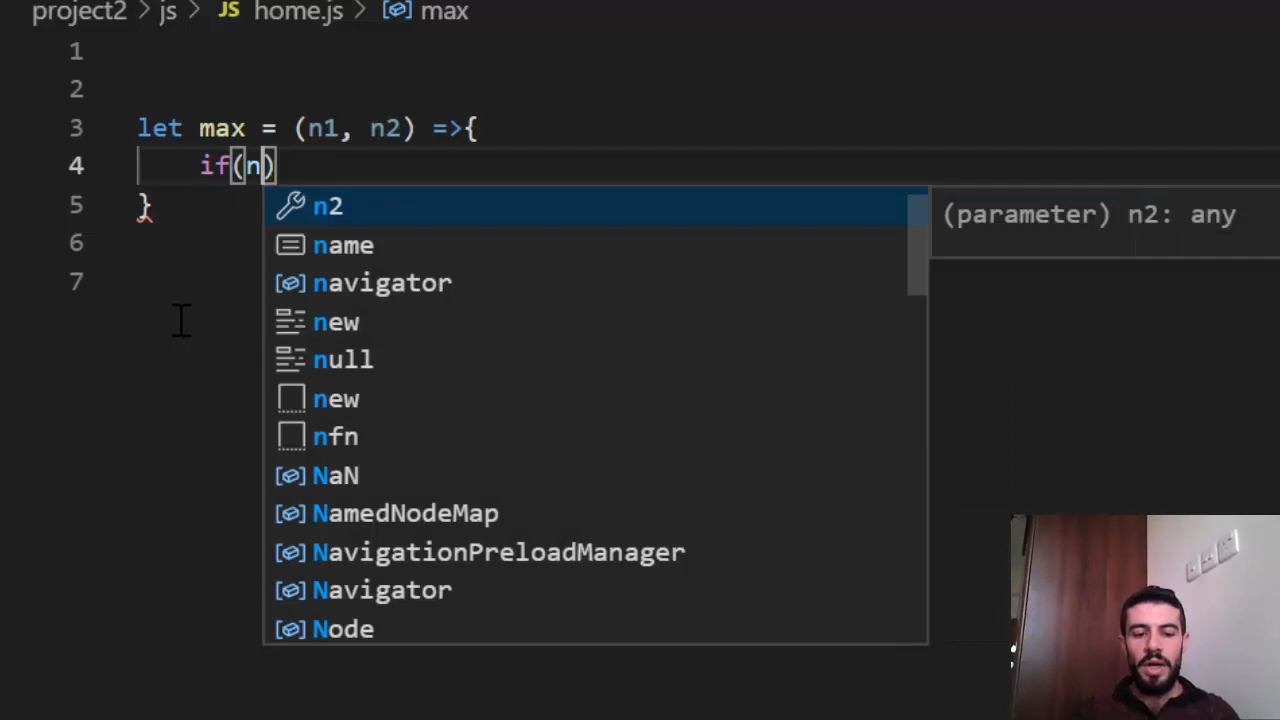 project2 > js > JS home.js > max
1
2
3 let max = (n1, n2) =>{
4 if(n)
5 }
6
7
n2
name
navigator
new
null
new
nfn
NaN
NamedNodeMap
NavigationPreloadManager
Navigator
Node
(parameter) n2: any